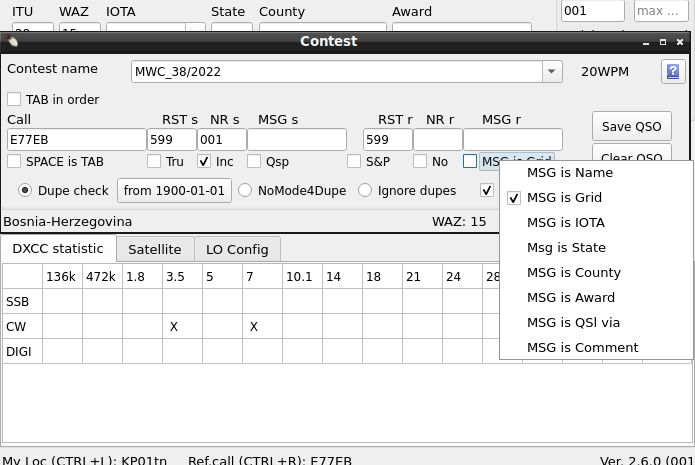 ITU WAZ IOTA State County Award
001 max ...
Contest
Contest name MWC_38/2022 20WPM
TAB in order
Call RST s NR s MSG s RST r NR r MSG r
E77EB 599 001 599 Save QSO
SPACE is TAB Tru Inc Qsp S&P No MSG is Grid Clear QSO
MSG is Name
Dupe check from 1900-01-01 NoMode4Dupe Ignore dupes
MSG is Grid
Bosnia-Herzegovina WAZ: 15
MSG is IOTA
DXCC statistic Satellite LO Config
Msg is State
136k 472k 1.8 3.5 5 7 10.1 14 18 21 24 28
MSG is County
SSB
MSG is Award
CW X X
MSG is QSl via
DIGI
MSG is Comment
My Loc (CTRL+L): KP01tn Ref.call (CTRL+R): E77EB Ver. 2.6.0 (001